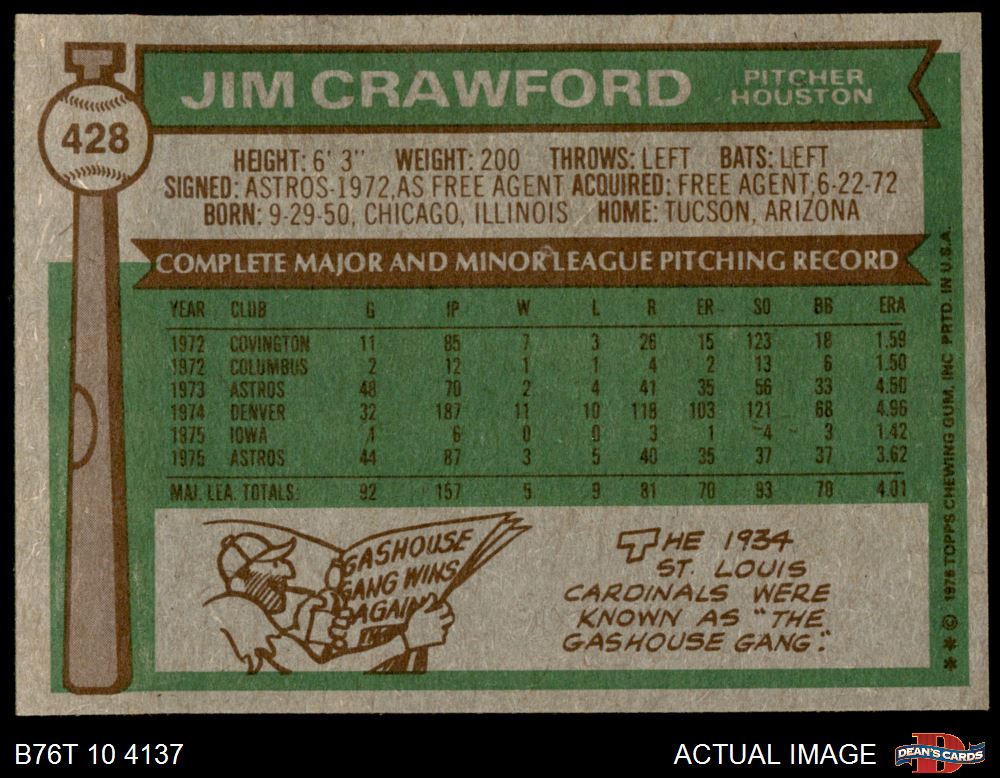 JIM CRAWFORD
PITCHER
HOUSTON
428
HEIGHT: 6' 3" WEIGHT: 200 THROWS: LEFT BATS: LEFT
SIGNED: ASTROS-1972, AS FREE AGENT ACQUIRED: FREE AGENT, 6-22-72
BORN: 9-29-50, CHICAGO, ILLINOIS HOME: TUCSON, ARIZONA
COMPLETE MAJOR AND MINOR LEAGUE PITCHING RECORD
YEAR CLUB G IP W L R ER SO BB ERA
1972 COVINGTON 11 85 7 3 26 15 123 18 1.59
1972 COLUMBUS 2 12 1 1 4 2 13 6 1.50
1973 ASTROS 48 70 2 4 41 35 56 33 4.50
1974 DENVER 32 187 11 10 118 103 121 68 4.96
1975 IOWA 1 6 0 0 3 1 4 3 1.42
1975 ASTROS 44 87 3 5 40 35 37 37 3.62
MAJ. LEA. TOTALS: 92 157 5 9 81 70 93 70 4.01
GASHOUSE
GANG WINS
AGAIN
THE 1934
ST. LOUIS
CARDINALS WERE
KNOWN AS "THE
GASHOUSE GANG."
** © 1976 TOPPS CHEWING GUM, INC. PRTD. IN U.S.A.
B76T 10 4137
ACTUAL IMAGE
DEAN'S CARDS